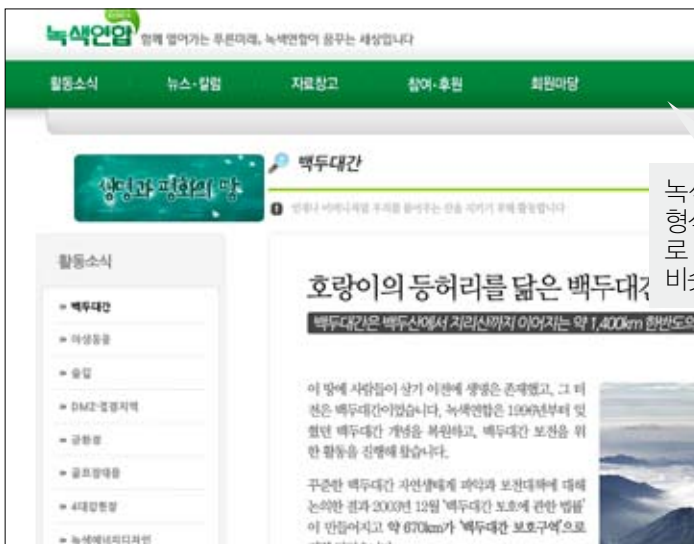 녹색연합 함께 열어가는 푸른미래, 녹색연합이 꿈꾸는 세상입니다
활동소식 뉴스·칼럼 자료창고 참여·후원 회원마당
생명과 평화의 땅
백두대간
활동소식
» 백두대간
» 야생동물
» 숲길
» DMZ·접경지역
» 군환경
» 골프장대응
» 4대강현장
» 녹색에너지디자인
호랑이의 등허리를 닮은 백두대간
백두대간은 백두산에서 지리산까지 이어지는 약 1,400km 한반도의
이 땅에 사람들이 살기 이전에 생명은 존재했고, 그 터
전은 백두대간이었습니다. 녹색연합은 1996년부터 잊
혔던 백두대간 개념을 복원하고, 백두대간 보전을 위
한 활동을 진행해 왔습니다.
꾸준한 백두대간 자연생태계 파악과 보전대책에 대해
논의한 결과 2003년 12월 '백두대간 보호에 관한 법률'
이 만들어지고 약 670km가 '백두대간 보호구역'으로
녹
형
로
비